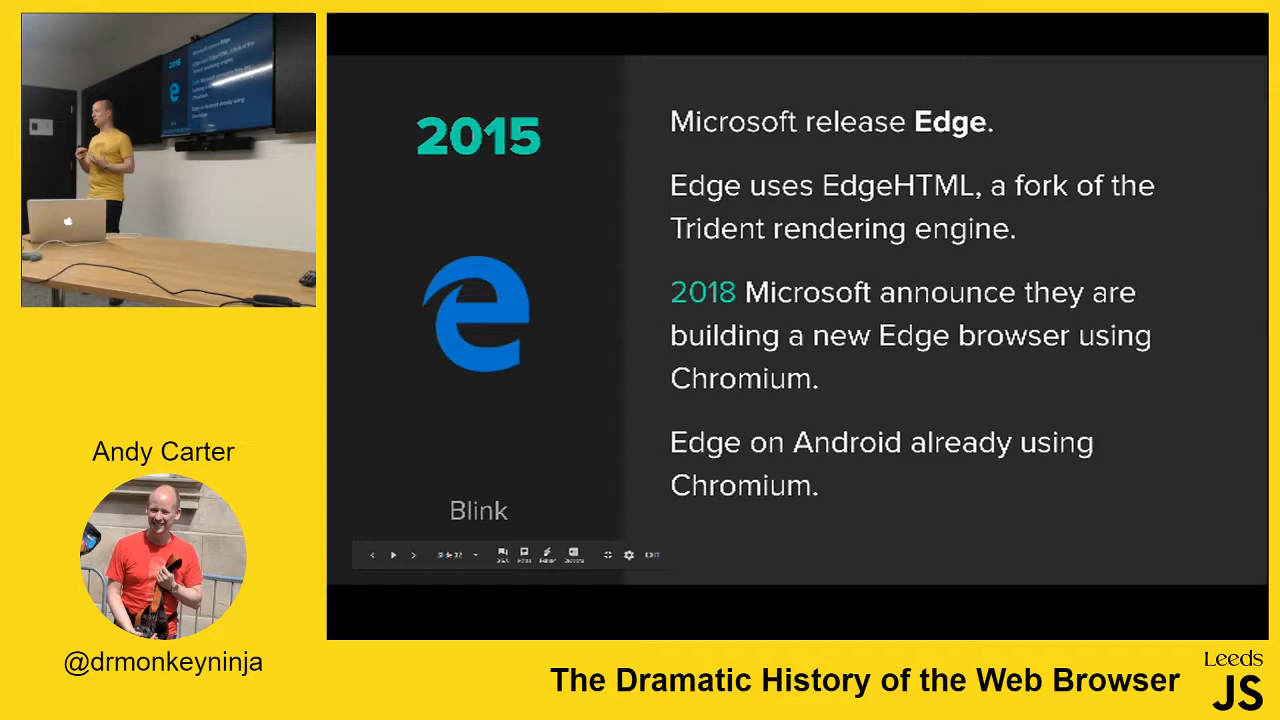 2015
Microsoft release Edge.
Edge uses EdgeHTML, a fork of the
Trident rendering engine.
2018 Microsoft announce they are
building a new Edge browser using
Chromium.
Edge on Android already using
Chromium.
Blink
EXIT
Andy Carter
@drmonkeyninja
The Dramatic History of the Web Browser
Leeds
JS